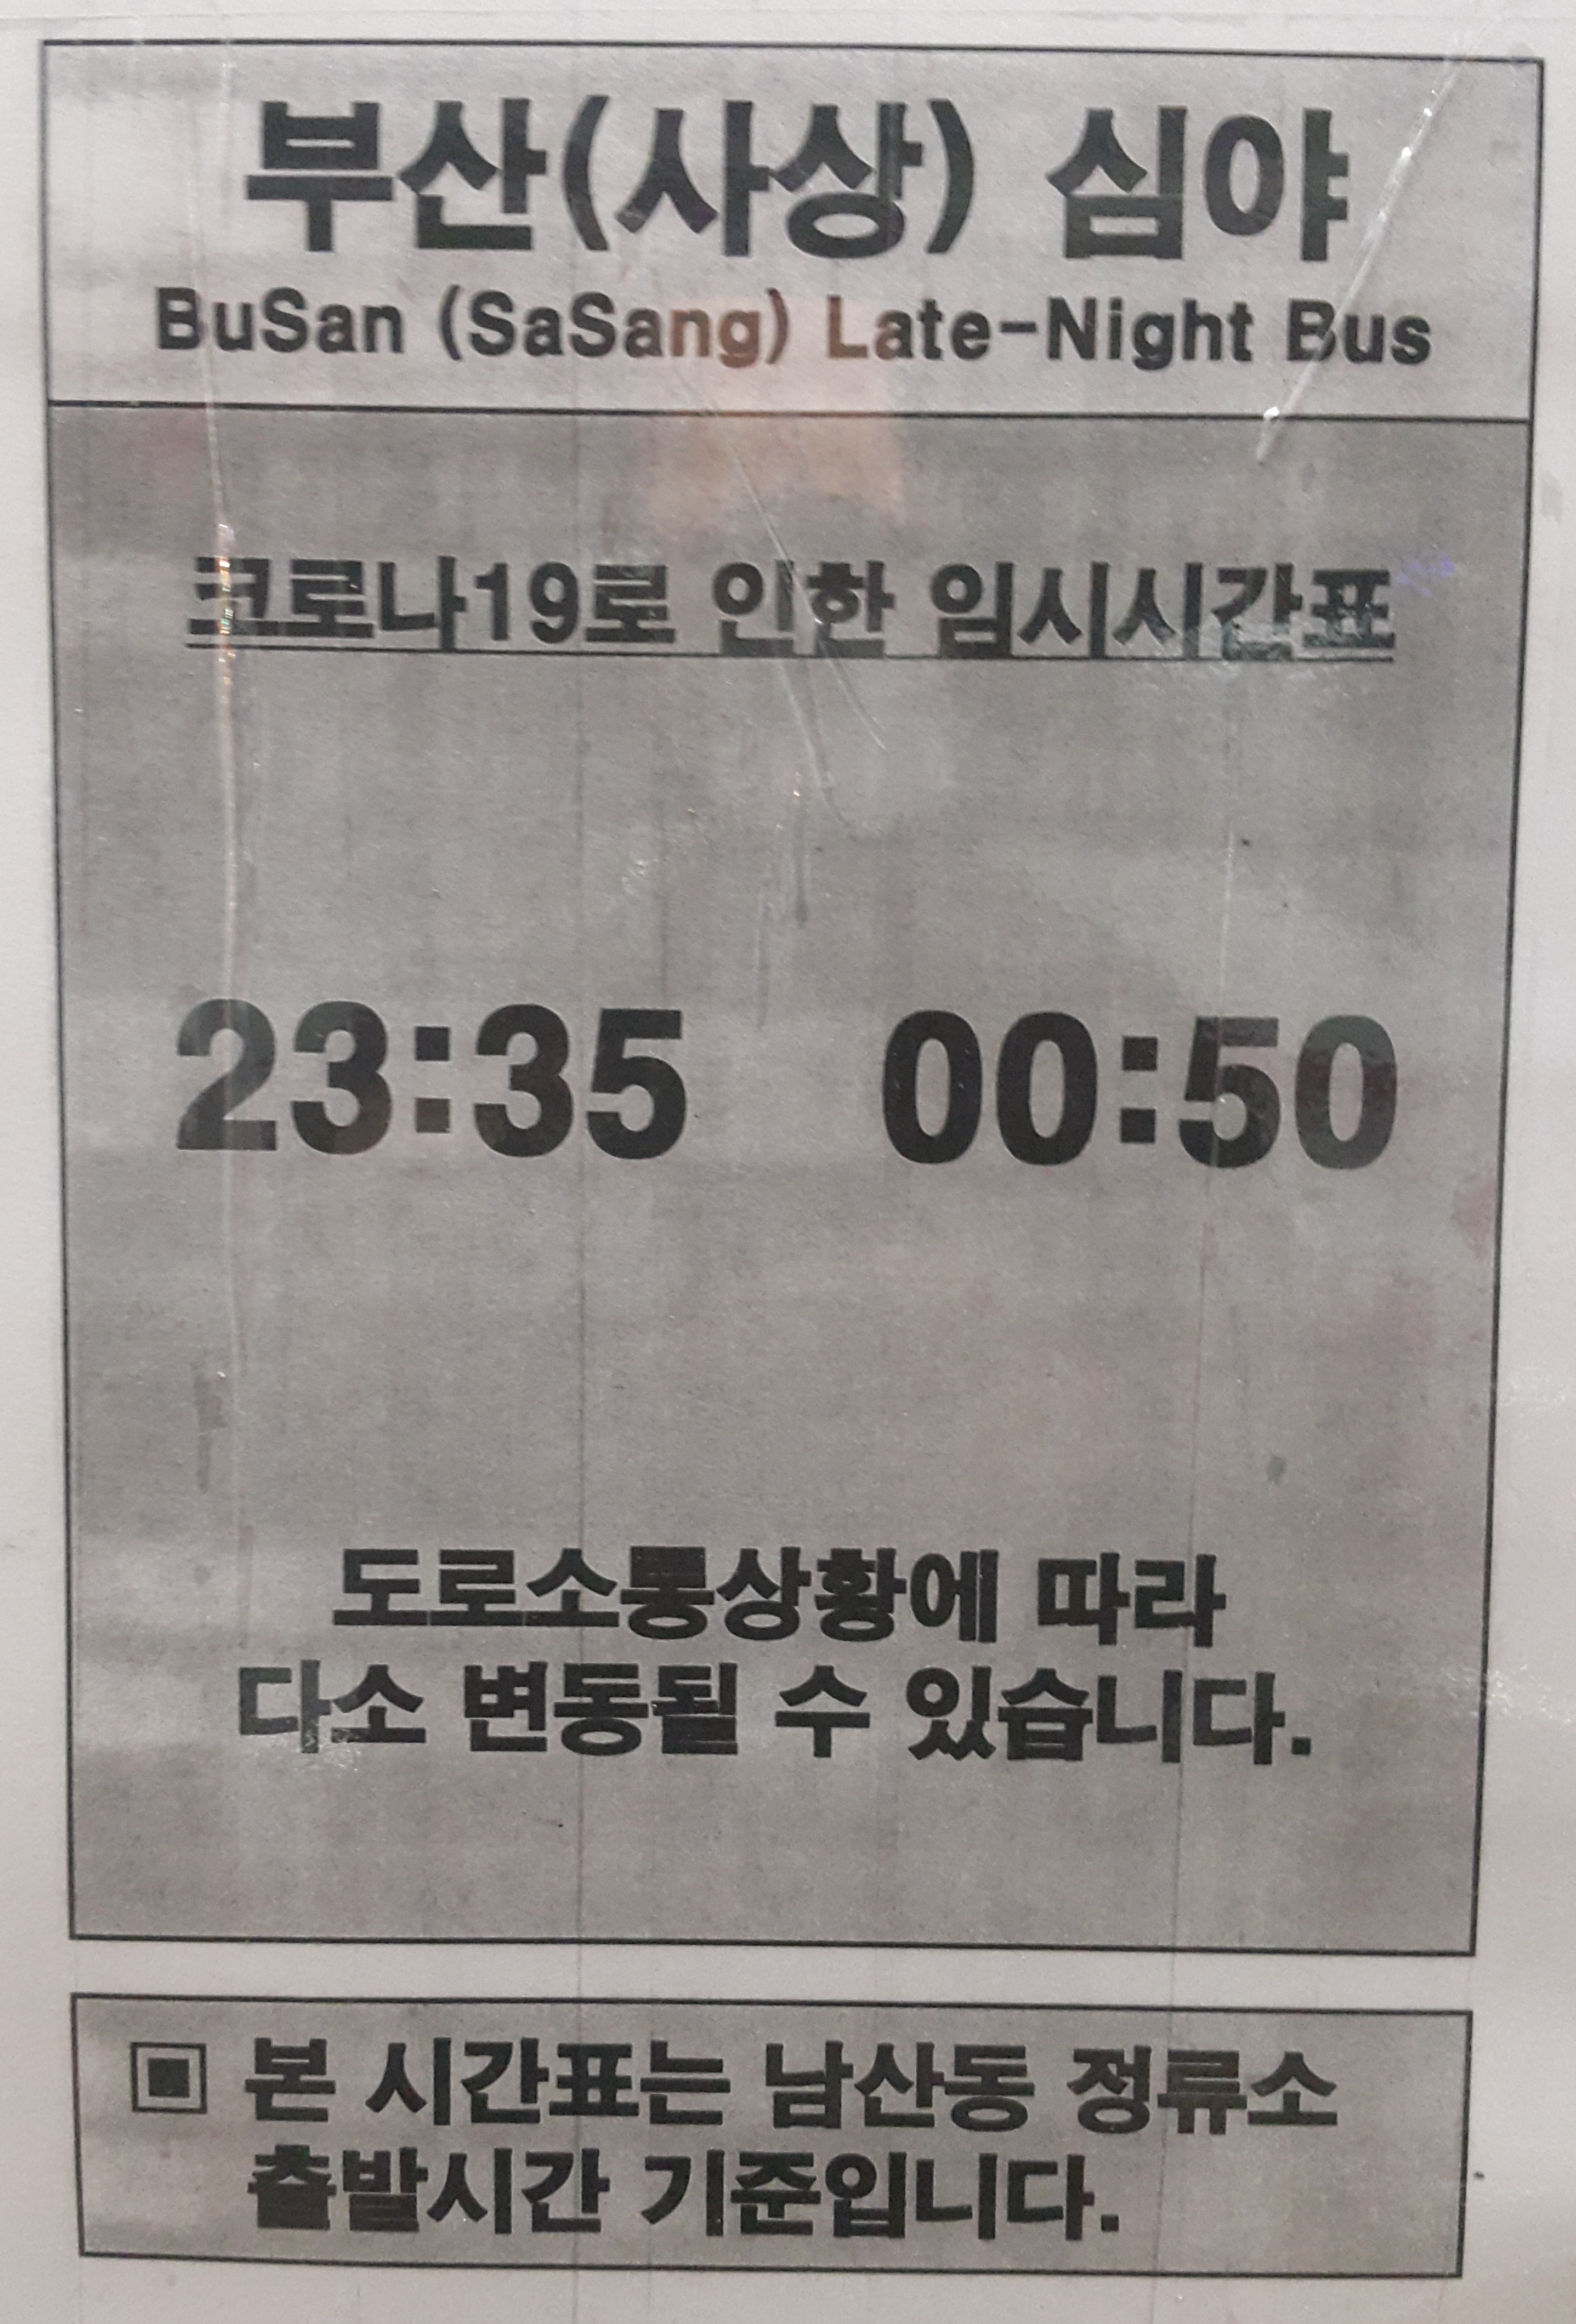 부산(사상) 심야
BuSan (SaSang) Late-Night Bus
코로나19로 인한 임시시간표
23:35 00:50
도로소통상황에 따라
다소 변동될 수 있습니다.
▣ 본 시간표는 남산동 정류소
출발시간 기준입니다.